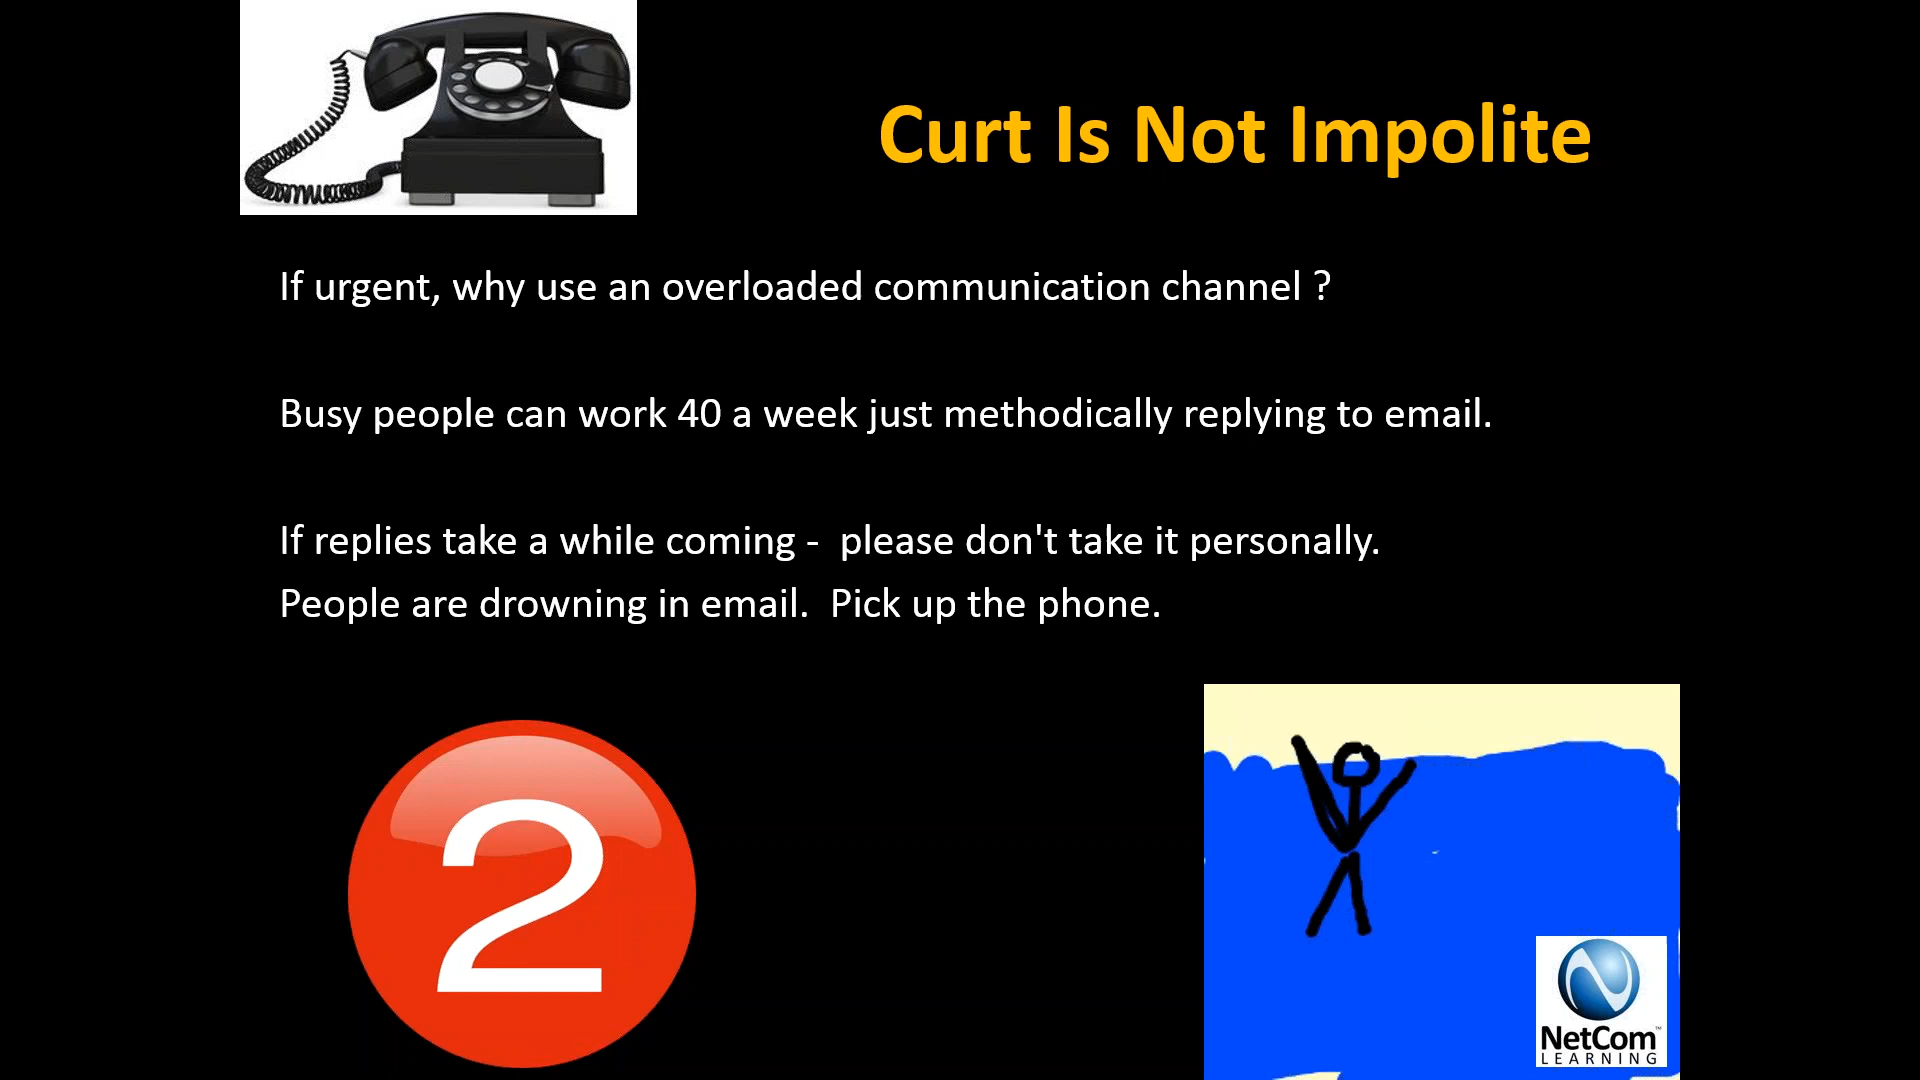 Curt Is Not Impolite
If urgent, why use an overloaded communication channel ?
Busy people can work 40 a week just methodically replying to email.
If replies take a while coming -  please don't take it personally.
People are drowning in email.  Pick up the phone.
2
NetCom™
LEARNING